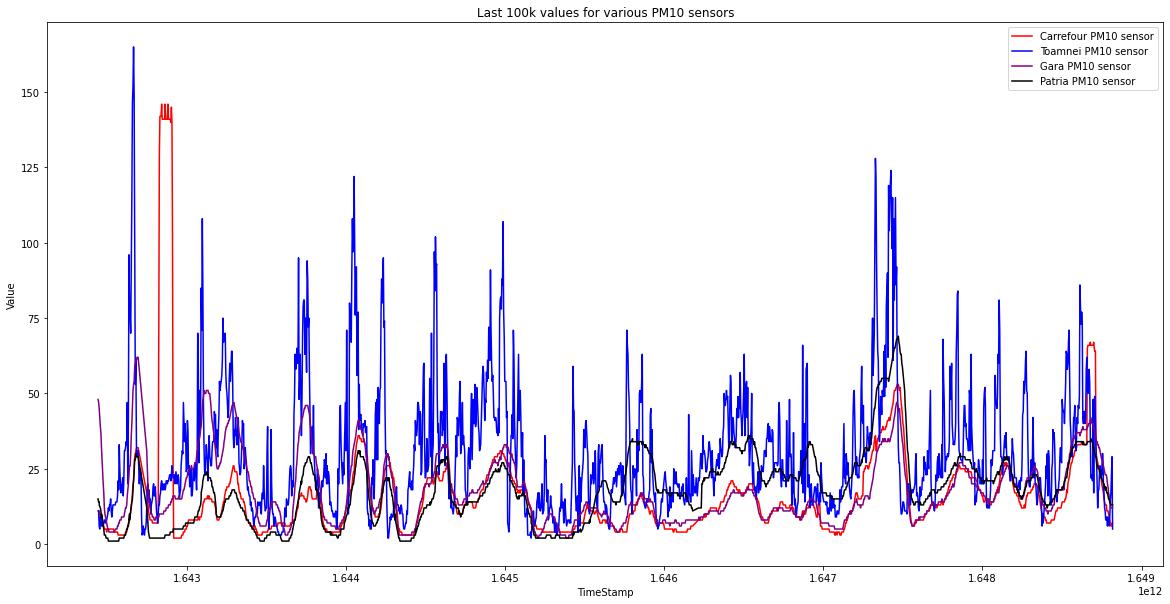 Last 100k values for various PM10 sensors
Carrefour PM10 sensor
Toamnei PM10 sensor
Gara PM10 sensor
Patria PM10 sensor
Value
150
125
100
75
50
25
0
1.643
1.644
1.645
1.646
1.647
1.648
1.649
1e12
TimeStamp